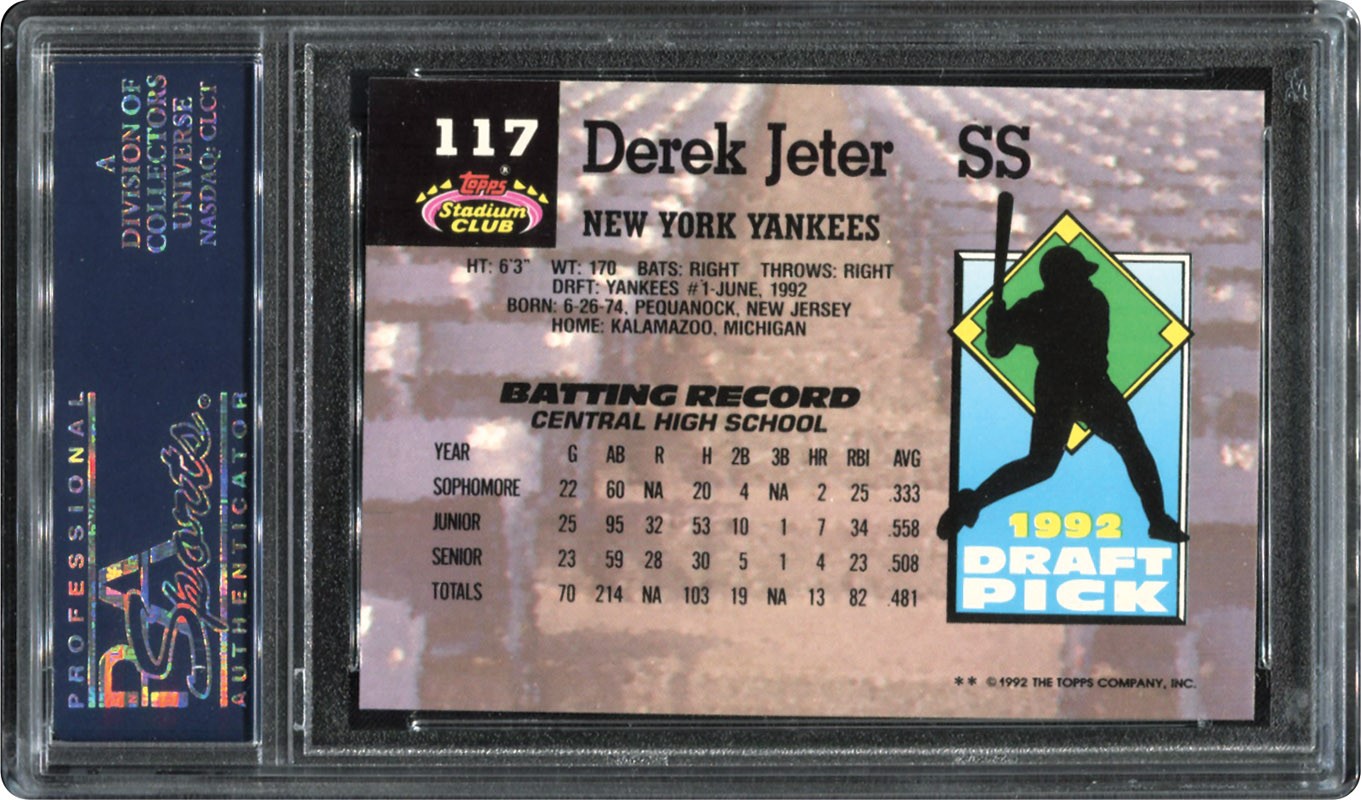 A
DIVISION OF
COLLECTORS
UNIVERSE
NASDAQ: CLCT
PROFESSIONAL
PSA
Sports®
AUTHENTICATOR
117
Topps®
Stadium
CLUB
Derek Jeter SS
NEW YORK YANKEES
HT: 6'3" WT: 170 BATS: RIGHT THROWS: RIGHT
DRFT: YANKEES #1-JUNE, 1992
BORN: 6-26-74, PEQUANOCK, NEW JERSEY
HOME: KALAMAZOO, MICHIGAN
BATTING RECORD
CENTRAL HIGH SCHOOL
YEAR G AB R H 2B 3B HR RBI AVG
SOPHOMORE 22 60 NA 20 4 NA 2 25 .333
JUNIOR 25 95 32 53 10 1 7 34 .558
SENIOR 23 59 28 30 5 1 4 23 .508
TOTALS 70 214 NA 103 19 NA 13 82 .481
1992
DRAFT
PICK
** ©1992 THE TOPPS COMPANY, INC.